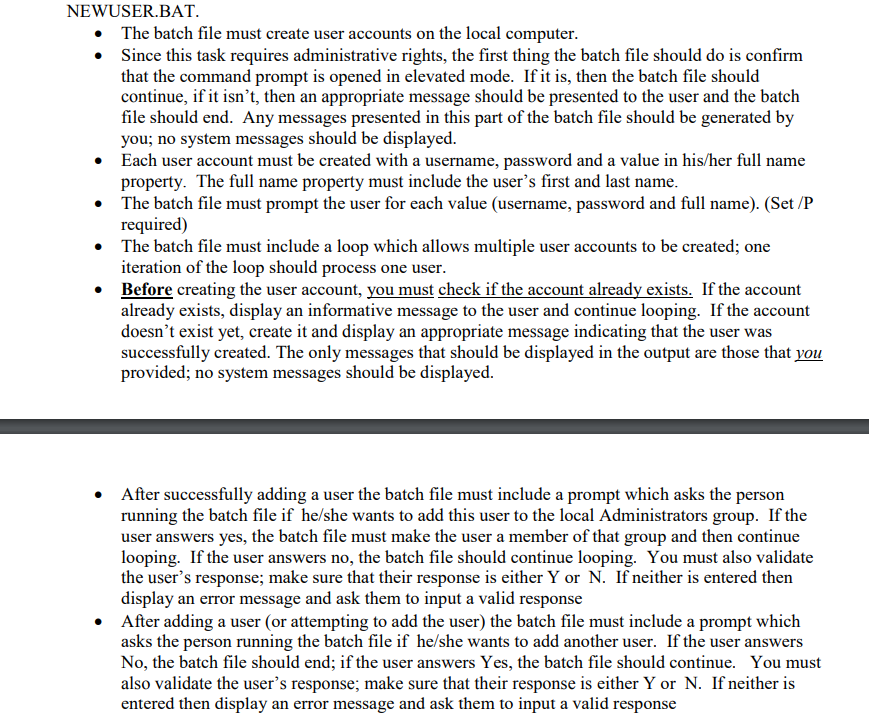 NEWUSER.BAT.
• The batch file must create user accounts on the local computer.
• Since this task requires administrative rights, the first thing the batch file should do is confirm
that the command prompt is opened in elevated mode.  If it is, then the batch file should
continue, if it isn’t, then an appropriate message should be presented to the user and the batch
file should end.  Any messages presented in this part of the batch file should be generated by
you; no system messages should be displayed.
• Each user account must be created with a username, password and a value in his/her full name
property.  The full name property must include the user’s first and last name.
• The batch file must prompt the user for each value (username, password and full name). (Set /P
required)
• The batch file must include a loop which allows multiple user accounts to be created; one
iteration of the loop should process one user.
• Before creating the user account, you must check if the account already exists.  If the account
already exists, display an informative message to the user and continue looping.  If the account
doesn’t exist yet, create it and display an appropriate message indicating that the user was
successfully created. The only messages that should be displayed in the output are those that you
provided; no system messages should be displayed.
• After successfully adding a user the batch file must include a prompt which asks the person
running the batch file if  he/she wants to add this user to the local Administrators group.  If the
user answers yes, the batch file must make the user a member of that group and then continue
looping.  If the user answers no, the batch file should continue looping.  You must also validate
the user’s response; make sure that their response is either Y or  N.  If neither is entered then
display an error message and ask them to input a valid response
• After adding a user (or attempting to add the user) the batch file must include a prompt which
asks the person running the batch file if  he/she wants to add another user.  If the user answers
No, the batch file should end; if the user answers Yes, the batch file should continue.   You must
also validate the user’s response; make sure that their response is either Y or  N.  If neither is
entered then display an error message and ask them to input a valid response